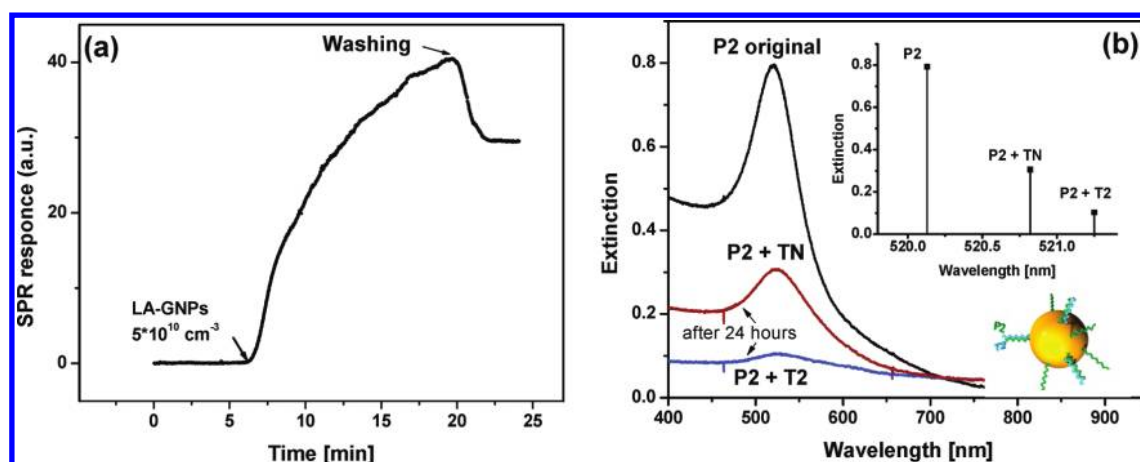 (a)
Washing
SPR responce (a.u.)
40
20
0
LA-GNPs
5*10¹⁰ cm⁻³
0 5 10 15 20 25
Time [min]
(b)
P2 original
Extinction
0.8
0.6
0.4
0.2
0.0
P2 + TN
after 24 hours
P2 + T2
400 500 600 700 800 900
Wavelength [nm]
Extinction
0.8
0.6
0.4
0.2
0.0
P2
P2 + TN
P2 + T2
520.0 520.5 521.0
Wavelength [nm]
P2
T2